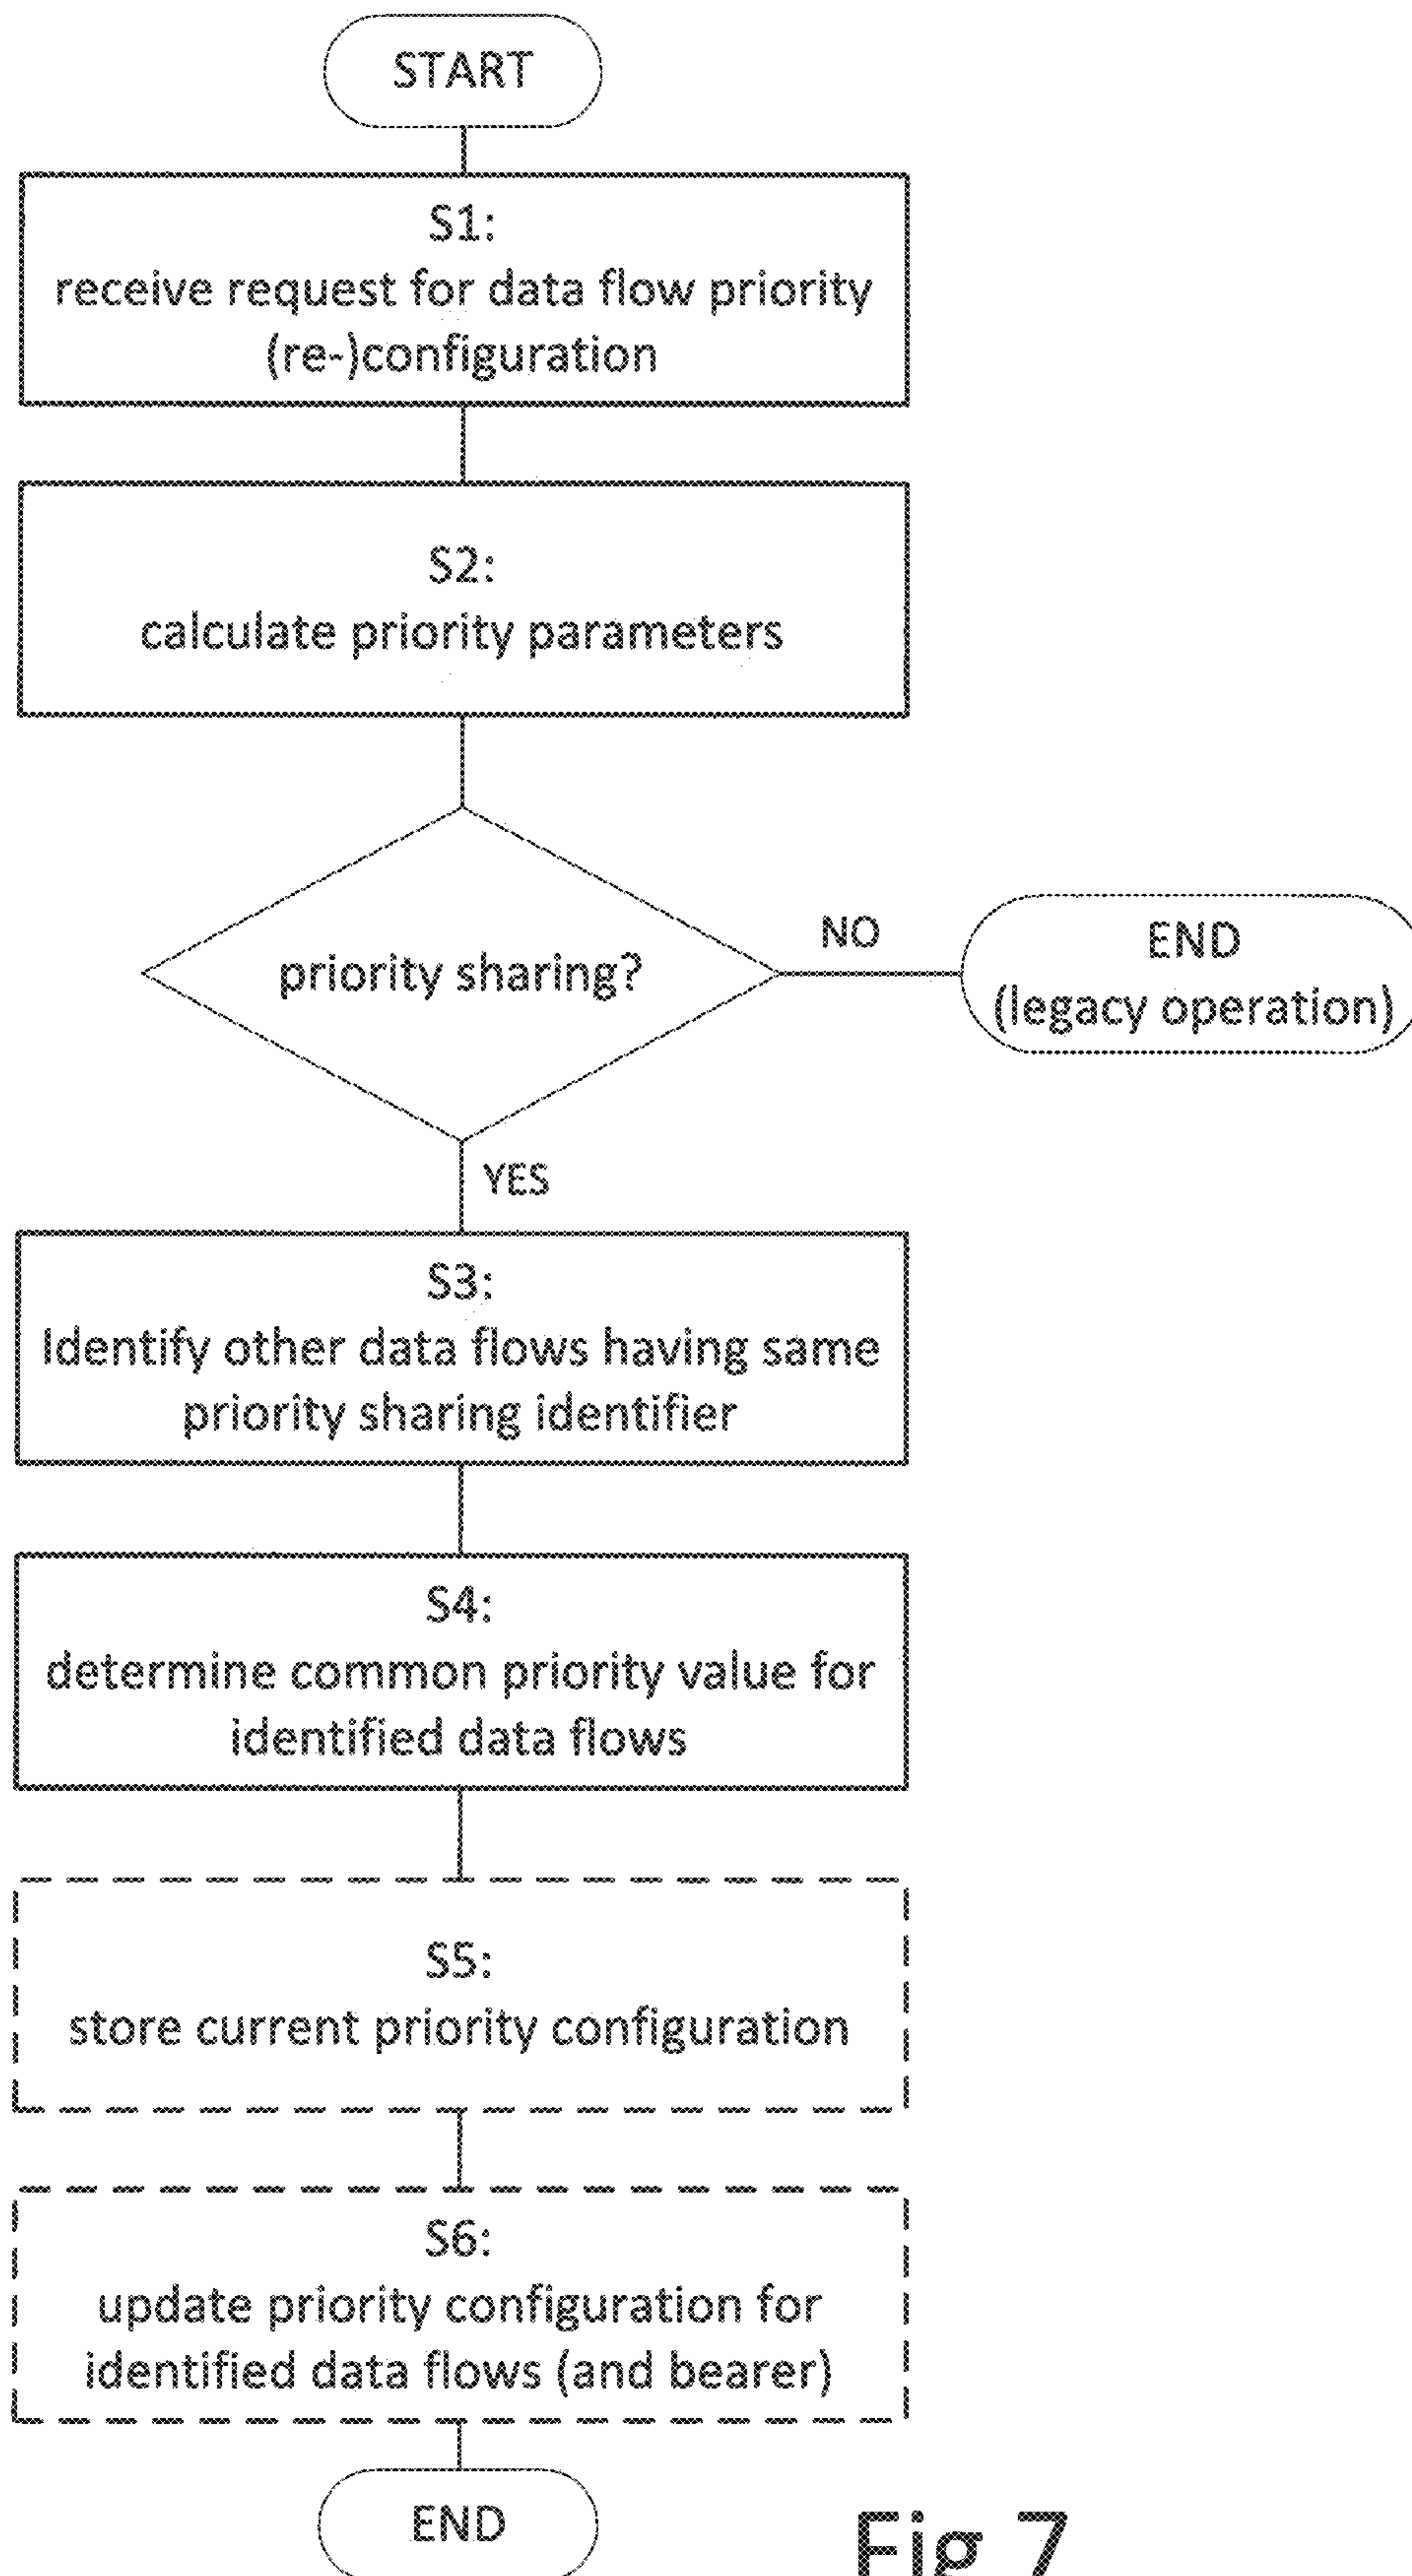 START
S1:
receive request for data flow priority
(re-)configuration
S2:
calculate priority parameters
priority sharing?
NO
END
(legacy operation)
YES
S3:
Identify other data flows having same
priority sharing identifier
S4:
determine common priority value for
identified data flows
S5:
store current priority configuration
S6:
update priority configuration for
identified data flows (and bearer)
END
Fig 7